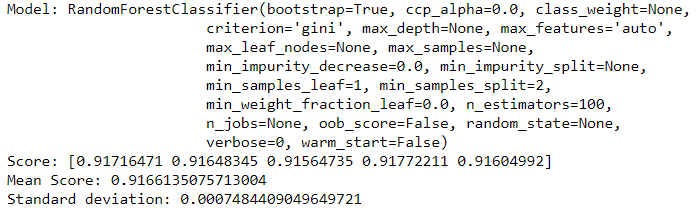 Model: RandomForestClassifier(bootstrap=True, ccp_alpha=0.0, class_weight=None,
criterion='gini', max_depth=None, max_features='auto',
max_leaf_nodes=None, max_samples=None,
min_impurity_decrease=0.0, min_impurity_split=None,
min_samples_leaf=1, min_samples_split=2,
min_weight_fraction_leaf=0.0, n_estimators=100,
n_jobs=None, oob_score=False, random_state=None,
verbose=0, warm_start=False)
Score: [0.91716471 0.91648345 0.91564735 0.91772211 0.91604992]
Mean Score: 0.9166135075713004
Standard deviation: 0.0007484409049649721